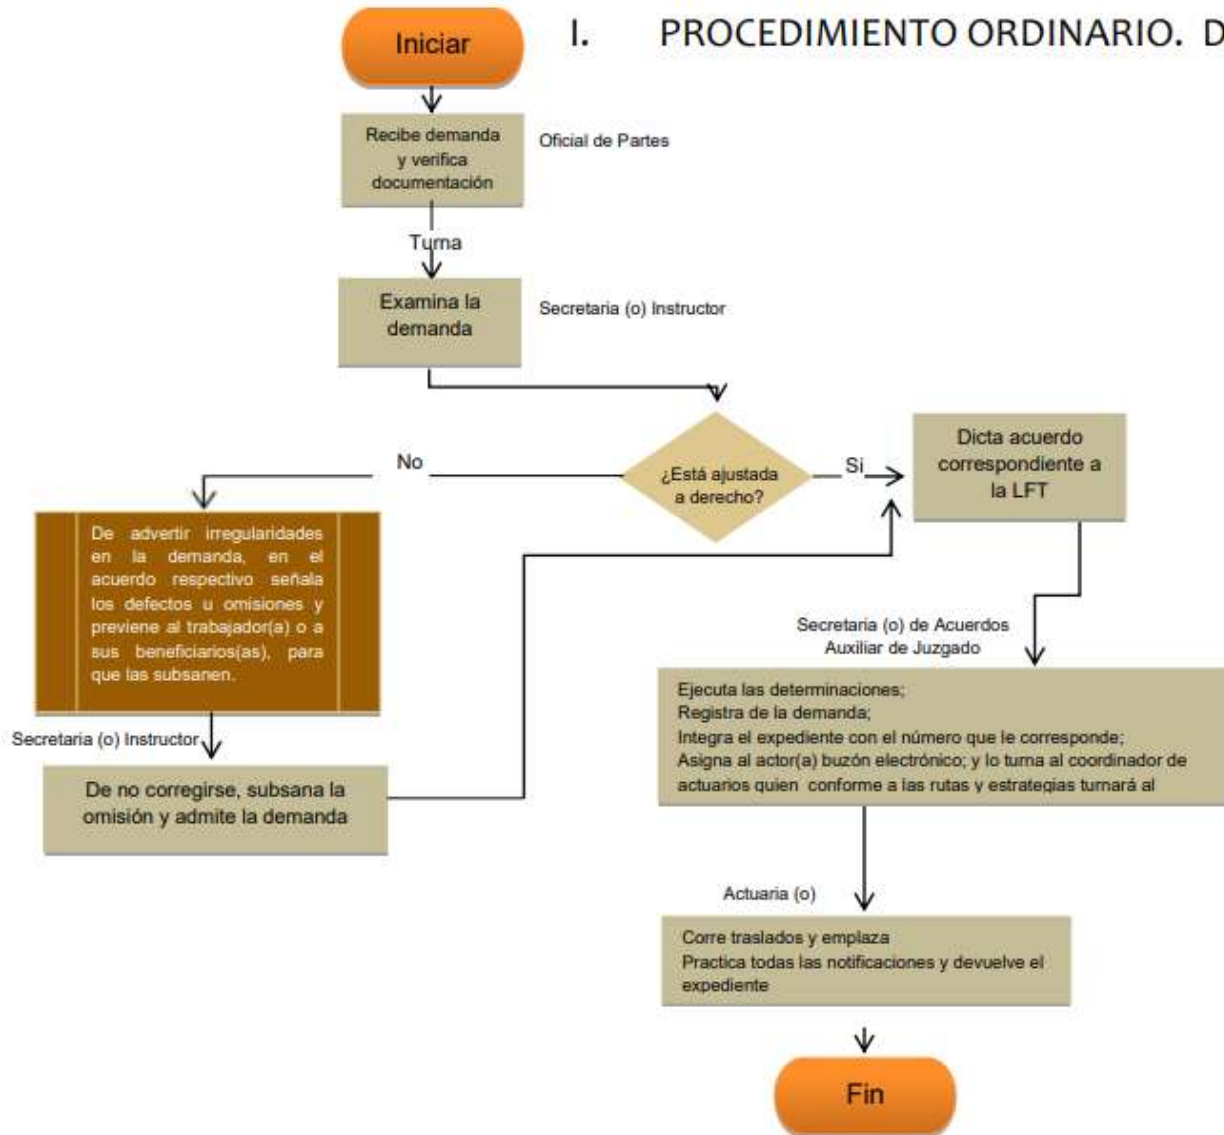 I. PROCEDIMIENTO ORDINARIO. D
Iniciar
Recibe demanda
y verifica
documentación
Oficial de Partes
Turna
Examina la
demanda
Secretaria (o) Instructor
¿Está ajustada
a derecho?
No
Si
Dicta acuerdo
correspondiente a
la LFT
De advertir irregularidades
en la demanda, en el
acuerdo respectivo señala
los defectos u omisiones y
previene al trabajador(a) o a
sus beneficiarios(as), para
que las subsanen.
Secretaria (o) Instructor
De no corregirse, subsana la
omisión y admite la demanda
Secretaria (o) de Acuerdos
Auxiliar de Juzgado
Ejecuta las determinaciones;
Registra de la demanda;
Integra el expediente con el número que le corresponde;
Asigna al actor(a) buzón electrónico; y lo turna al coordinador de
actuarios quien conforme a las rutas y estrategias turnará al
Actuaria (o)
Corre traslados y emplaza
Practica todas las notificaciones y devuelve el
expediente
Fin